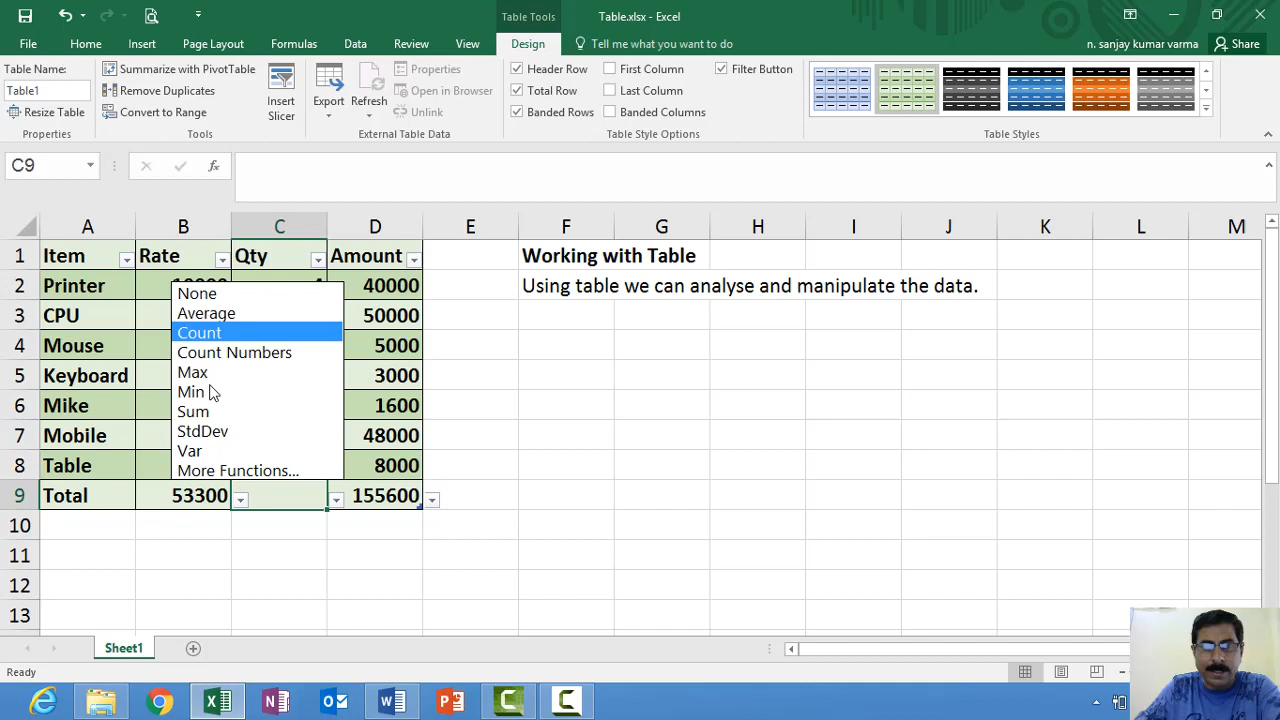 Table Tools
Table.xlsx - Excel
File Home Insert Page Layout Formulas Data Review View Design Tell me what you want to do n. sanjay kumar varma Share
Table Name:
Table1
Resize Table
Properties
Summarize with PivotTable
Remove Duplicates
Convert to Range
Tools
Insert
Slicer
Export
Refresh
Properties
Open in Browser
Unlink
External Table Data
Header Row First Column Filter Button
Total Row Last Column
Banded Rows Banded Columns
Table Style Options
Table Styles
C9
fx
A B C D E F G H I J K L M
1 Item Rate Qty Amount Working with Table
2 Printer 40000 Using table we can analyse and manipulate the data.
3 CPU 50000
4 Mouse 5000
5 Keyboard 3000
6 Mike 1600
7 Mobile 48000
8 Table 8000
9 Total 53300 155600
10
11
12
13
None
Average
Count
Count Numbers
Max
Min
Sum
StdDev
Var
More Functions...
Sheet1
Ready